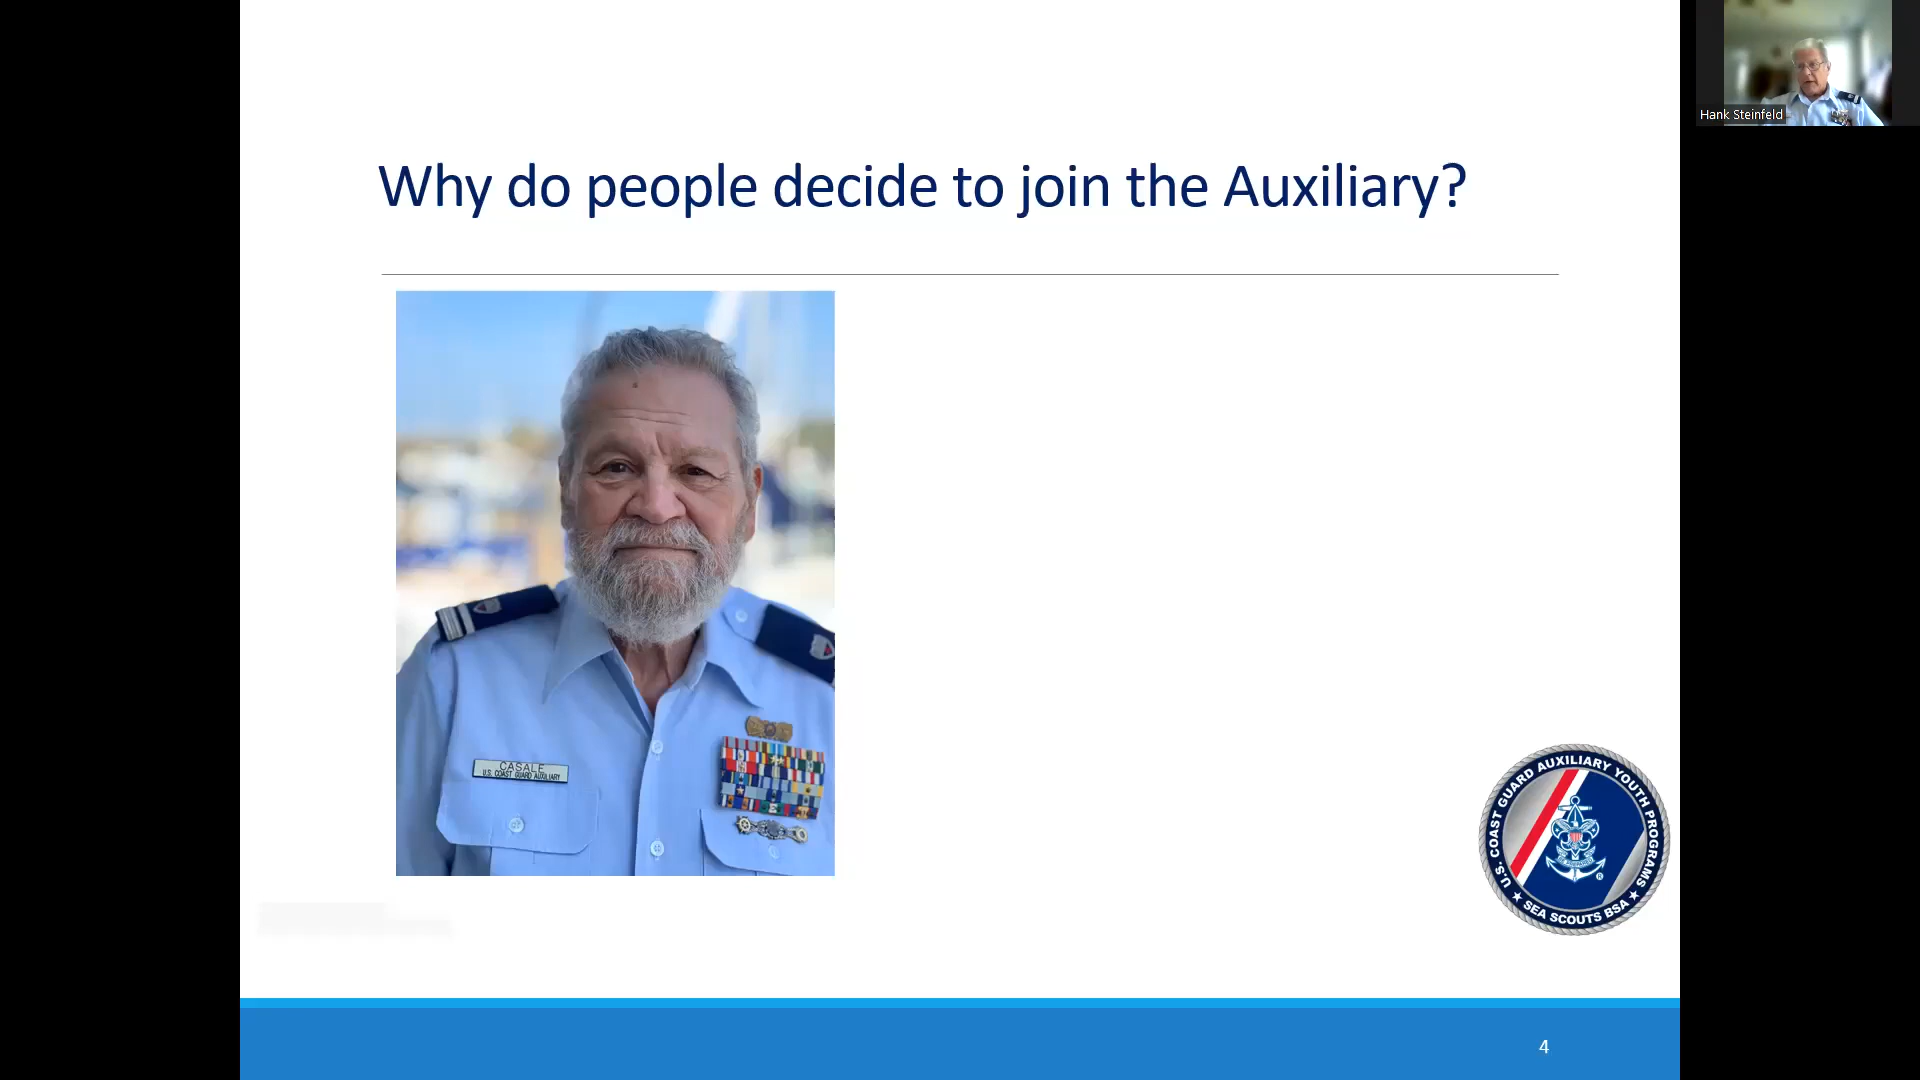 Hank Steinfeld
Why do people decide to join the Auxiliary?
CASALE
U.S. COAST GUARD AUXILIARY
U.S. COAST GUARD AUXILIARY YOUTH PROGRAMS
★ SEA SCOUTS BSA ★
®
4